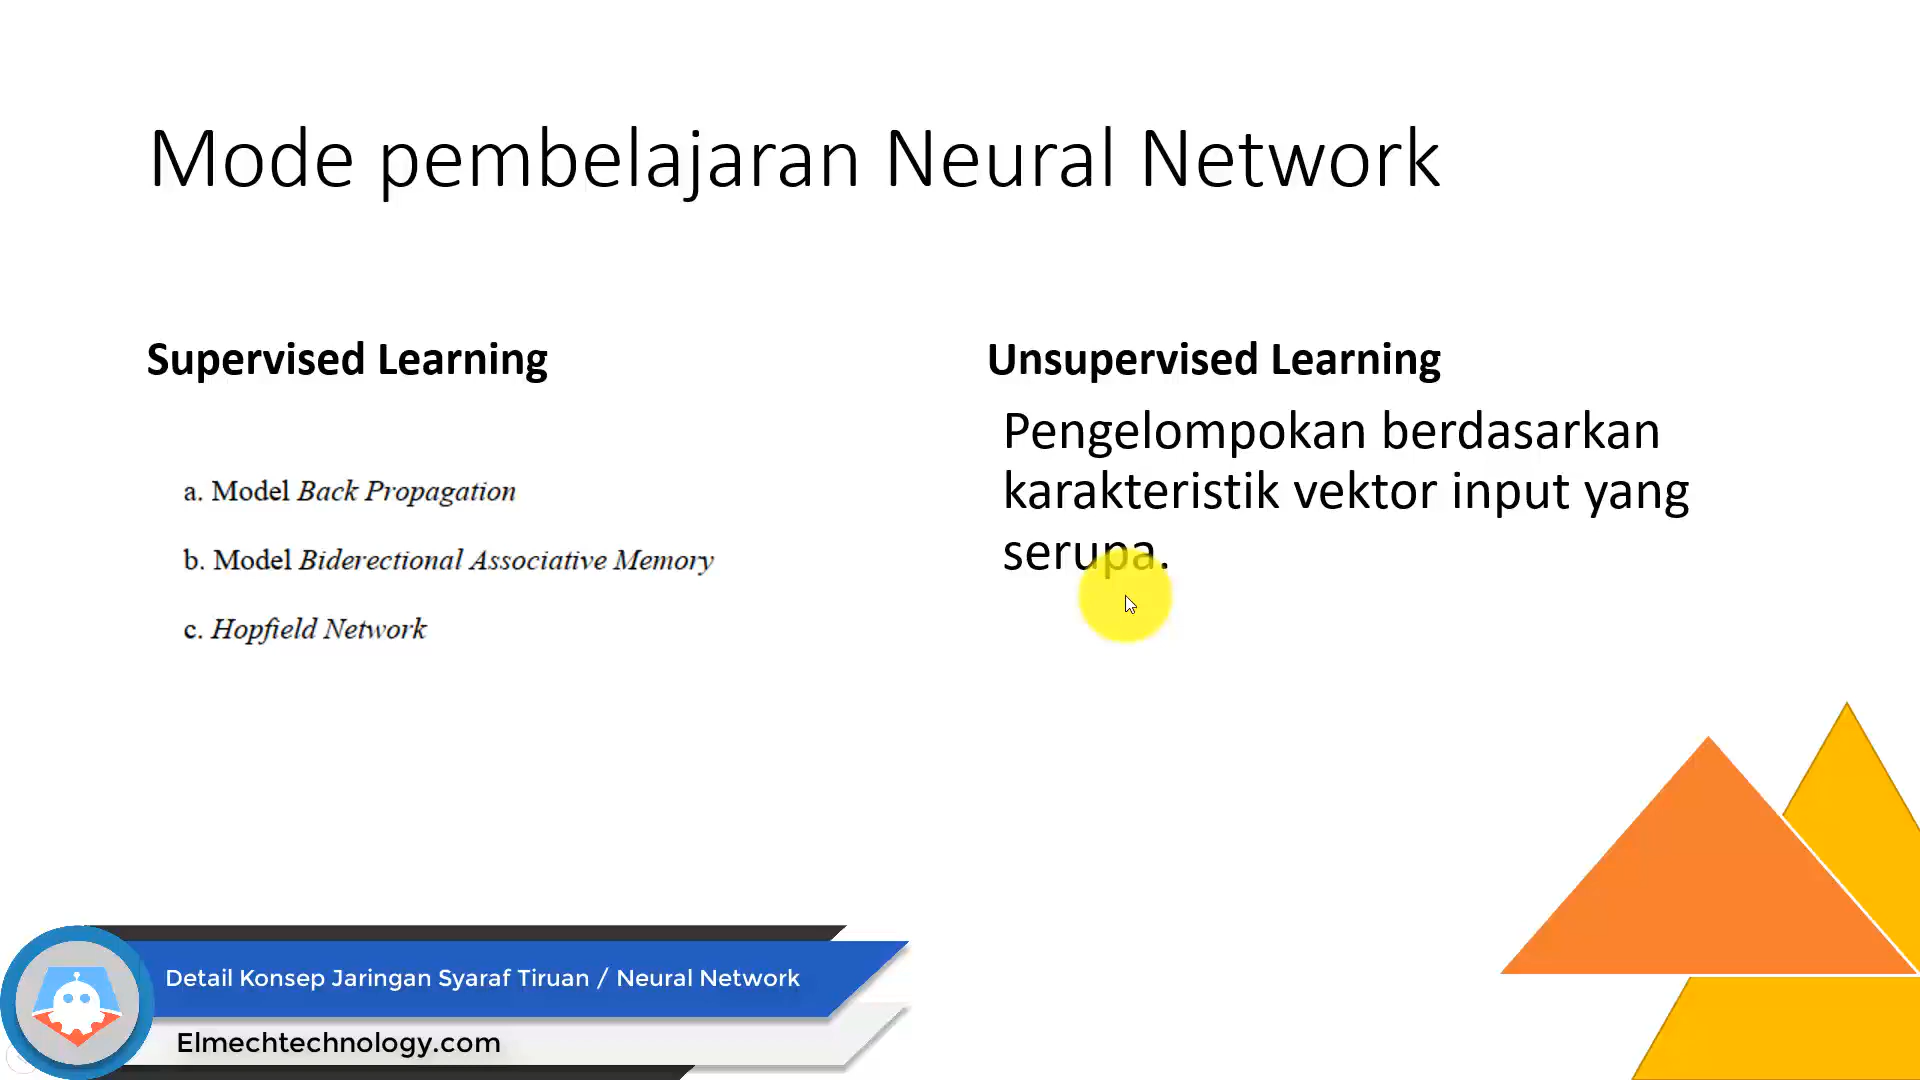 Mode pembelajaran Neural Network
Supervised Learning
a. Model Back Propagation
b. Model Biderectional Associative Memory
c. Hopfield Network
Unsupervised Learning
Pengelompokan berdasarkan
karakteristik vektor input yang
serupa.
Detail Konsep Jaringan Syaraf Tiruan / Neural Network
Elmechtechnology.com